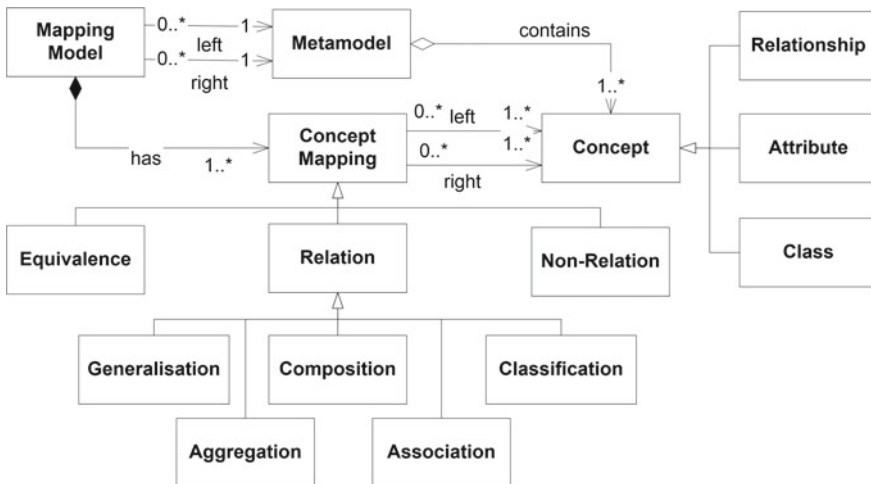 Mapping
Model
0..*
1
left
0..*
1
right
Metamodel
contains
1..*
Relationship
has
1..*
Concept
Mapping
0..*
left
1..*
0..*
1..*
right
Concept
Attribute
Equivalence
Relation
Non-Relation
Class
Generalisation
Composition
Classification
Aggregation
Association